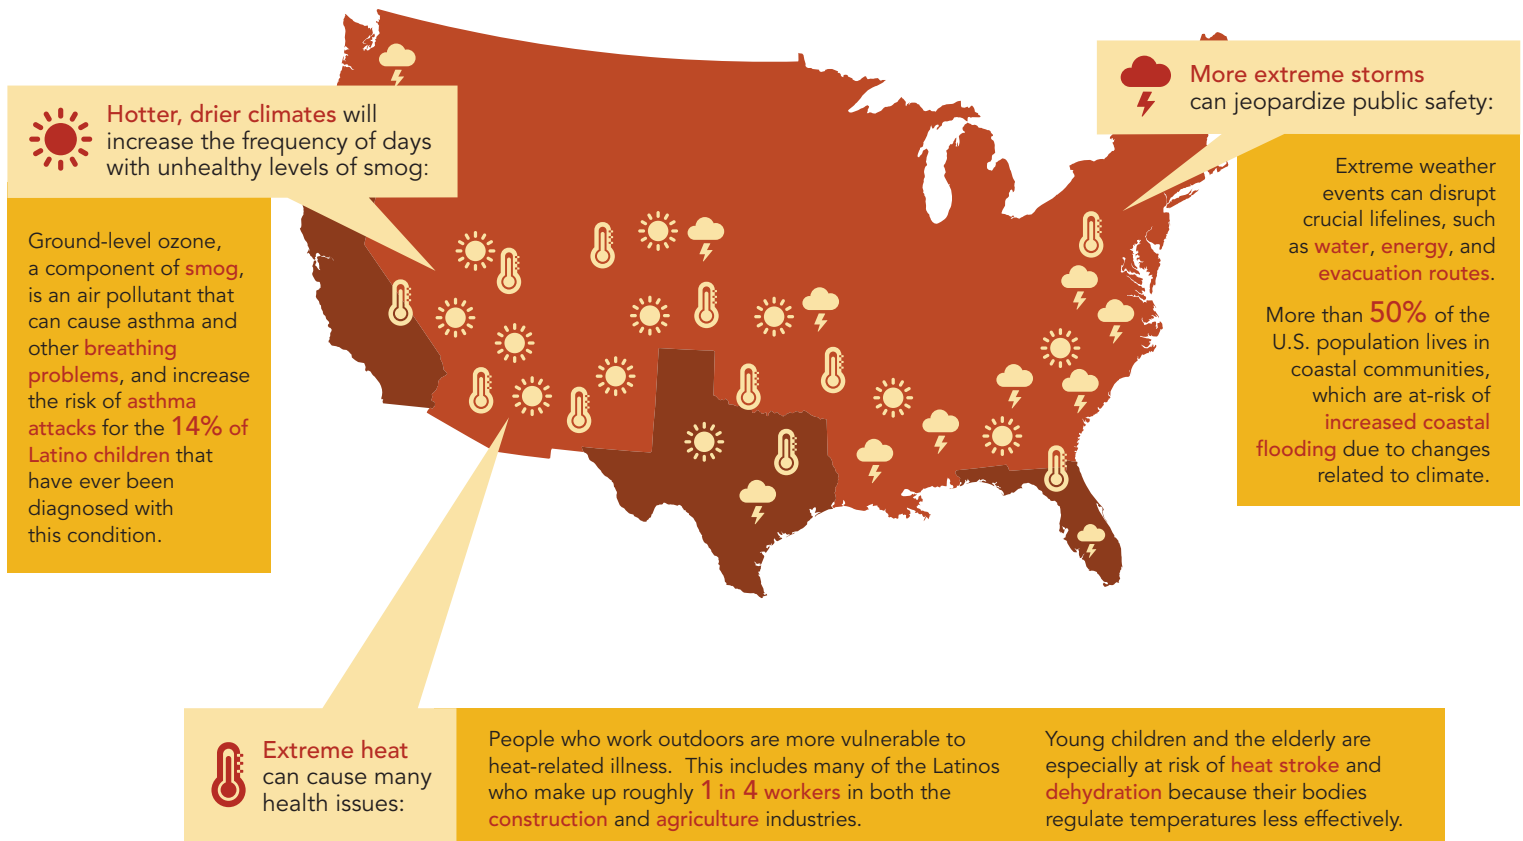 Hotter, drier climates will
increase the frequency of days
with unhealthy levels of smog:
Ground-level ozone,
a component of smog,
is an air pollutant that
can cause asthma and
other breathing
problems, and increase
the risk of asthma
attacks for the 14% of
Latino children that
have ever been
diagnosed with
this condition.
More extreme storms
can jeopardize public safety:
Extreme weather
events can disrupt
crucial lifelines, such
as water, energy, and
evacuation routes.
More than 50% of the
U.S. population lives in
coastal communities,
which are at-risk of
increased coastal
flooding due to changes
related to climate.
Extreme heat
can cause many
health issues:
People who work outdoors are more vulnerable to
heat-related illness. This includes many of the Latinos
who make up roughly 1 in 4 workers in both the
construction and agriculture industries.
Young children and the elderly are
especially at risk of heat stroke and
dehydration because their bodies
regulate temperatures less effectively.